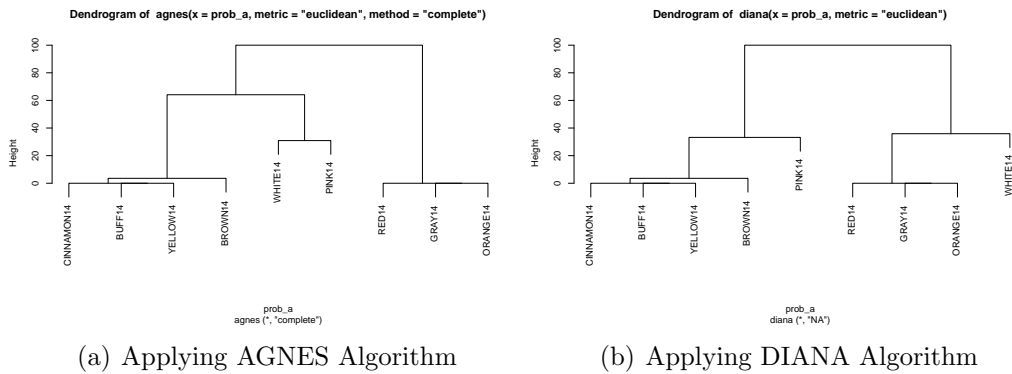 Dendrogram of agnes(x = prob_a, metric = "euclidean", method = "complete")
Height
100
80
60
40
20
0
CINNAMON14
BUFF14
YELLOW14
BROWN14
WHITE14
PINK14
RED14
GRAY14
ORANGE14
prob_a
agnes (*, "complete")
(a) Applying AGNES Algorithm
Dendrogram of diana(x = prob_a, metric = "euclidean")
Height
100
80
60
40
20
0
CINNAMON14
BUFF14
YELLOW14
BROWN14
PINK14
RED14
GRAY14
ORANGE14
WHITE14
prob_a
diana (*, "NA")
(b) Applying DIANA Algorithm